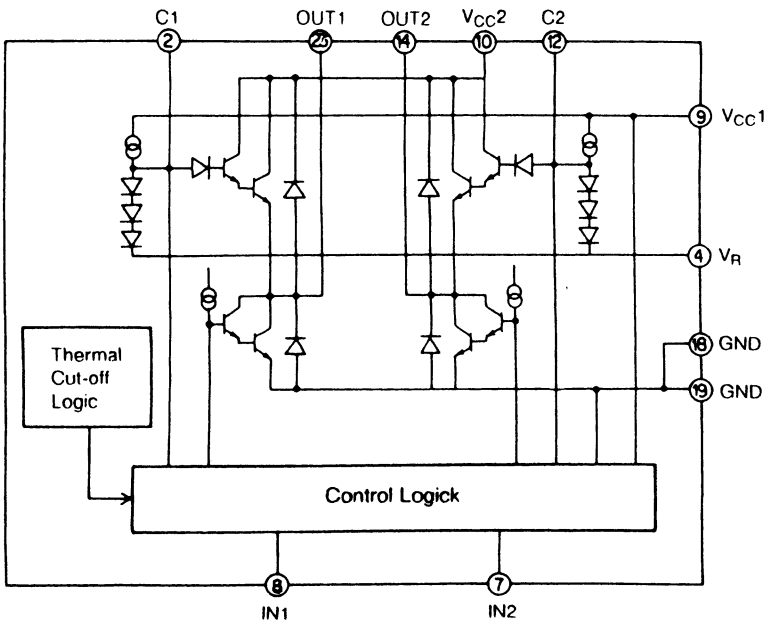 C1 OUT1 OUT2 VCC2 C2
2 23 14 10 12
9 VCC1
4 VR
18 GND
19 GND
Thermal
Cut-off
Logic
Control Logick
8 7
IN1 IN2